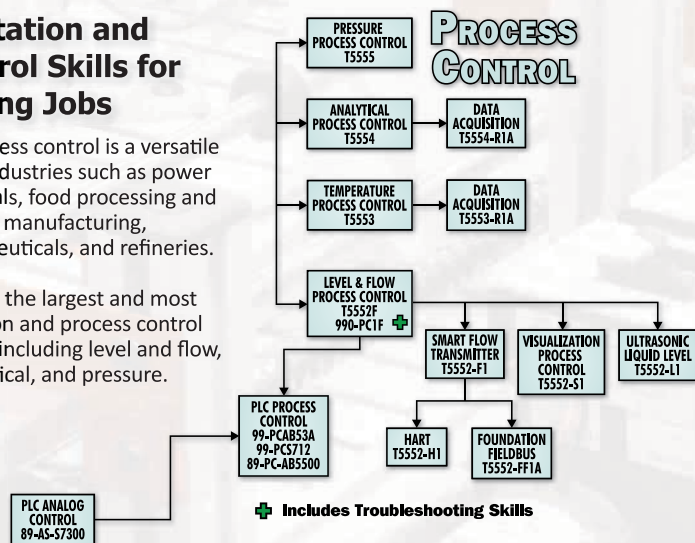 tation and
rol Skills for
ng Jobs
ess control is a versatile
dustries such as power
ls, food processing and
manufacturing,
euticals, and refineries.
the largest and most
on and process control
including level and flow,
ical, and pressure.
PROCESS
CONTROL
PRESSURE
PROCESS CONTROL
T5555
ANALYTICAL
PROCESS CONTROL
T5554
DATA
ACQUISITION
T5554-R1A
TEMPERATURE
PROCESS CONTROL
T5553
DATA
ACQUISITION
T5553-R1A
LEVEL & FLOW
PROCESS CONTROL
T5552F
990-PC1F
SMART FLOW
TRANSMITTER
T5552-F1
VISUALIZATION
PROCESS
CONTROL
T5552-S1
ULTRASONIC
LIQUID LEVEL
T5552-L1
PLC PROCESS
CONTROL
99-PCAB53A
99-PCS712
89-PC-AB5500
HART
T5552-H1
FOUNDATION
FIELDBUS
T5552-FF1A
PLC ANALOG
CONTROL
89-AS-S7300
Includes Troubleshooting Skills